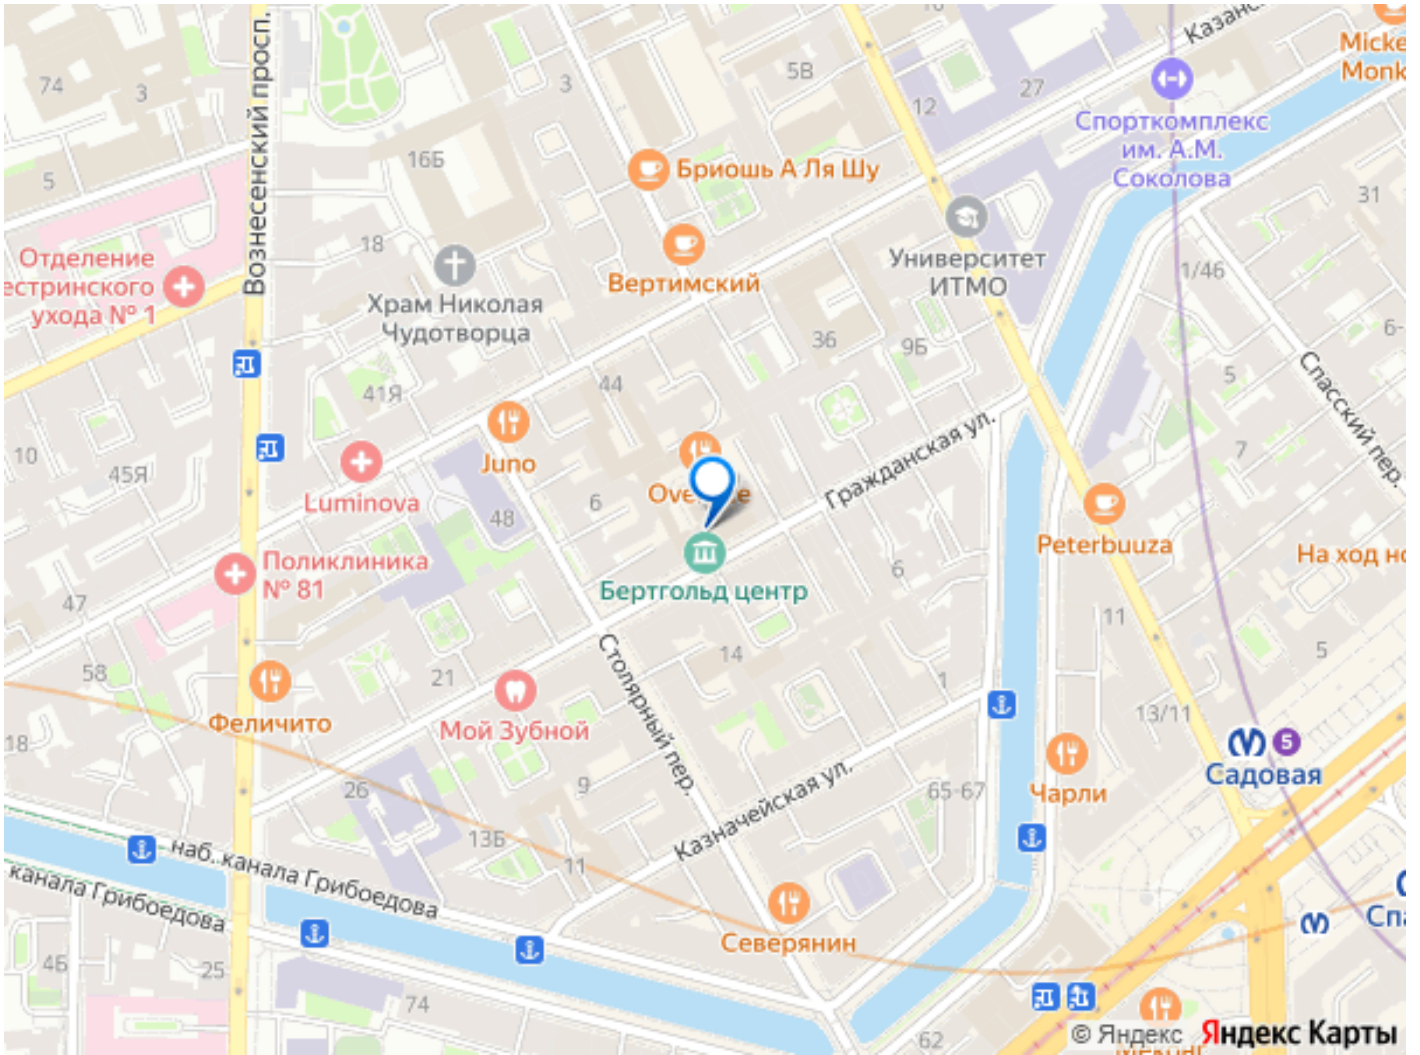 Казанс
Micke
Monk
74
3
Вознесенский просп.
3
5В
12
27
Спорткомплекс
им. А.М.
Соколова
16Б
5
Бриошь А Ля Шу
31
18
Отделение
естринского
ухода № 1
Храм Николая
Чудотворца
Вертимский
Университет
ИТМО
1/46
6-
36
9Б
5
Спасский пер.
41Я
44
Juno
Гражданская ул.
10
45Я
7
Luminova
48
6
Peterbuuza
На ход но
Поликлиника
№ 81
Бертгольд центр
6
47
11
5
58
21
14
1
Столярный пер.
Феличито
Мой Зубной
13/11
18
5
Садовая
26
9
65-67
Чарли
Казначейская ул.
13Б
11
наб. канала Грибоедова
канала Грибоедова
Северянин
Спа
4Б
25
74
62
© Яндекс Яндекс Карты